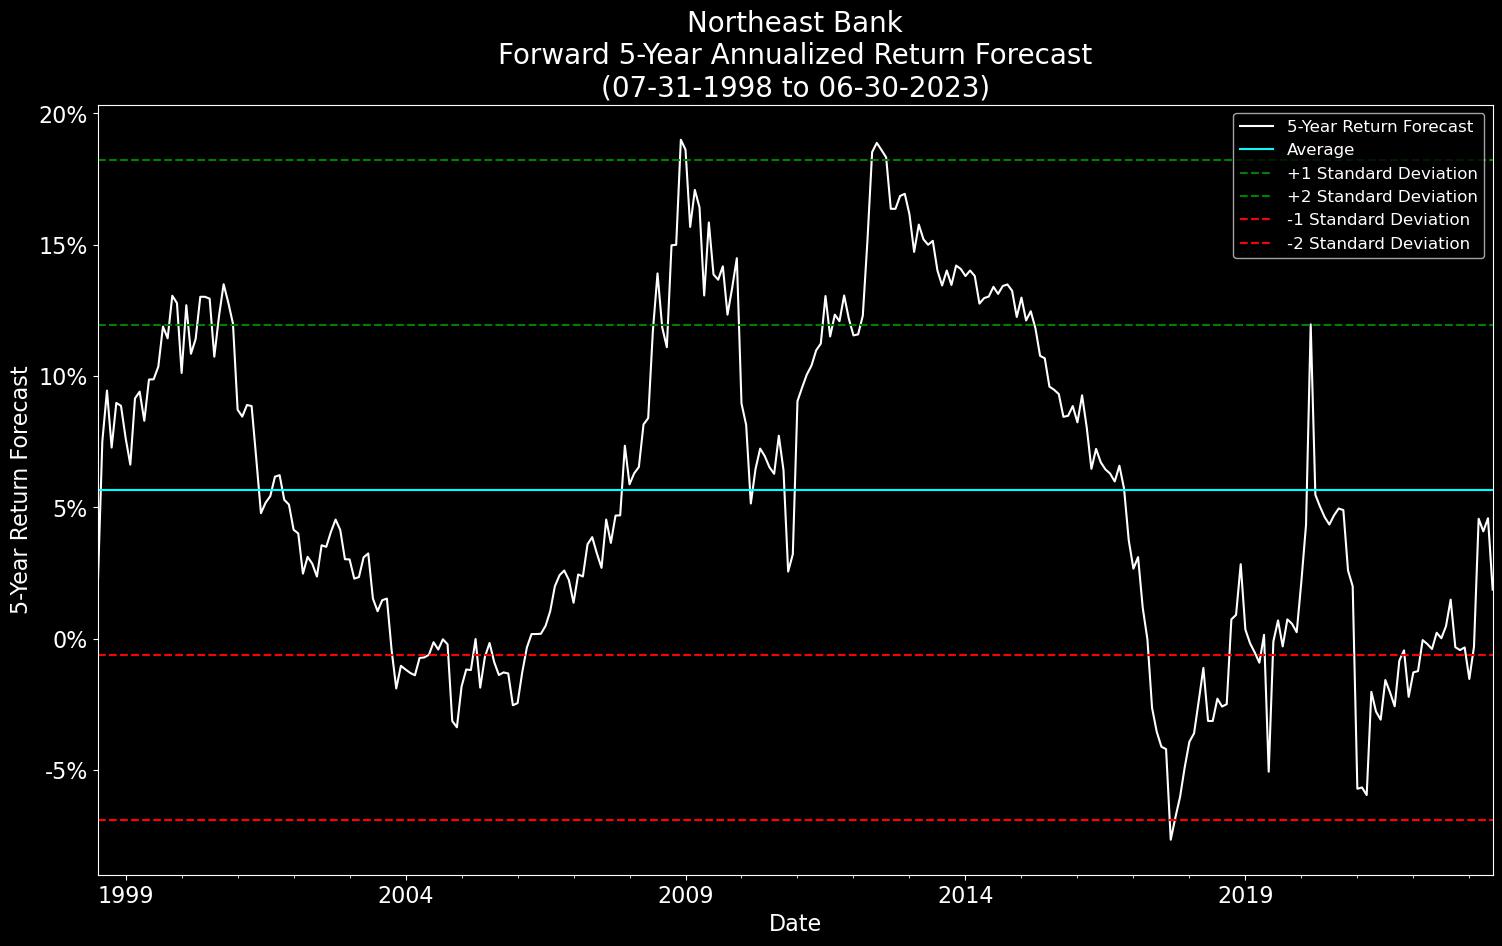 Northeast Bank
Forward 5-Year Annualized Return Forecast
(07-31-1998 to 06-30-2023)
20%
15%
10%
5%
0%
-5%
5-Year Return Forecast
5-Year Return Forecast
Average
+1 Standard Deviation
+2 Standard Deviation
-1 Standard Deviation
-2 Standard Deviation
1999 2004 2009 2014 2019
Date